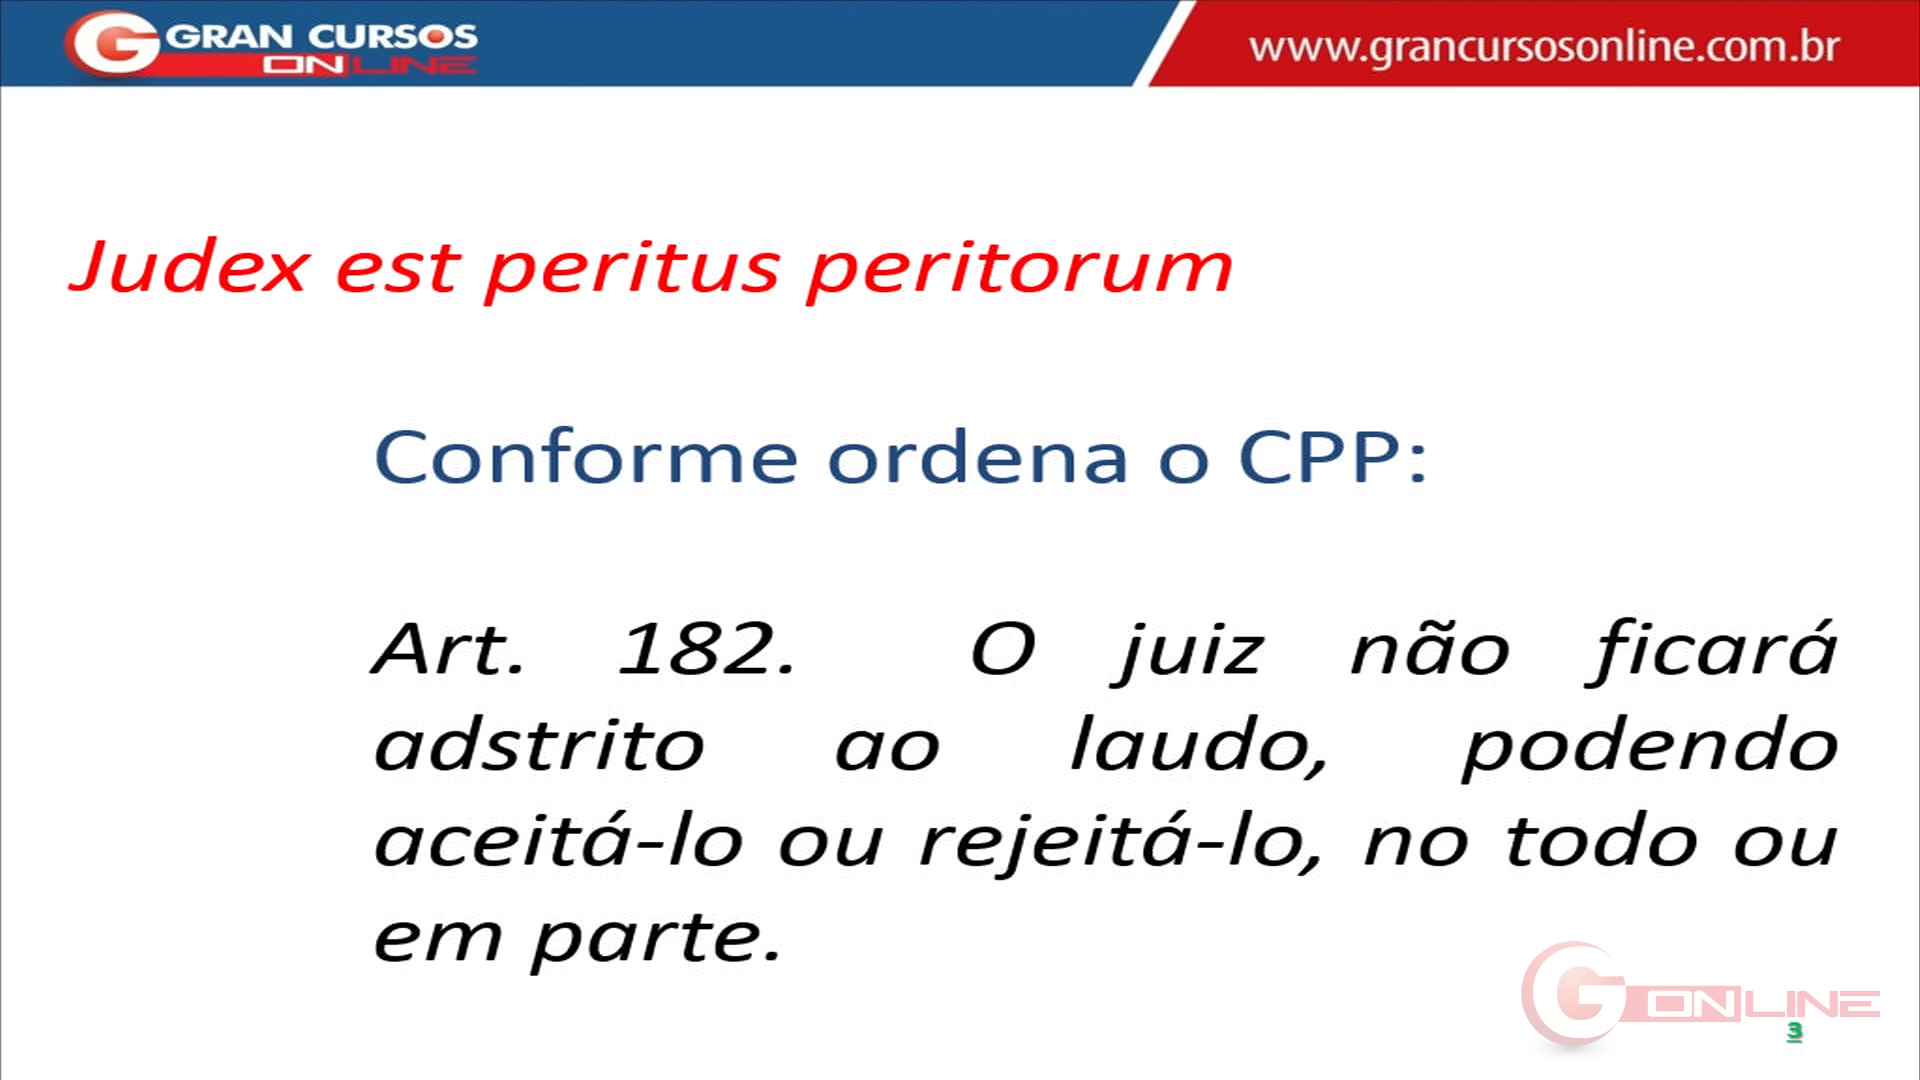 GRAN CURSOS
ONLINE
www.grancursosonline.com.br
Judex est peritus peritorum
Conforme ordena o CPP:
Art. 182. O juiz não ficará
adstrito ao laudo, podendo
aceitá-lo ou rejeitá-lo, no todo ou
em parte.
G ONLINE
3